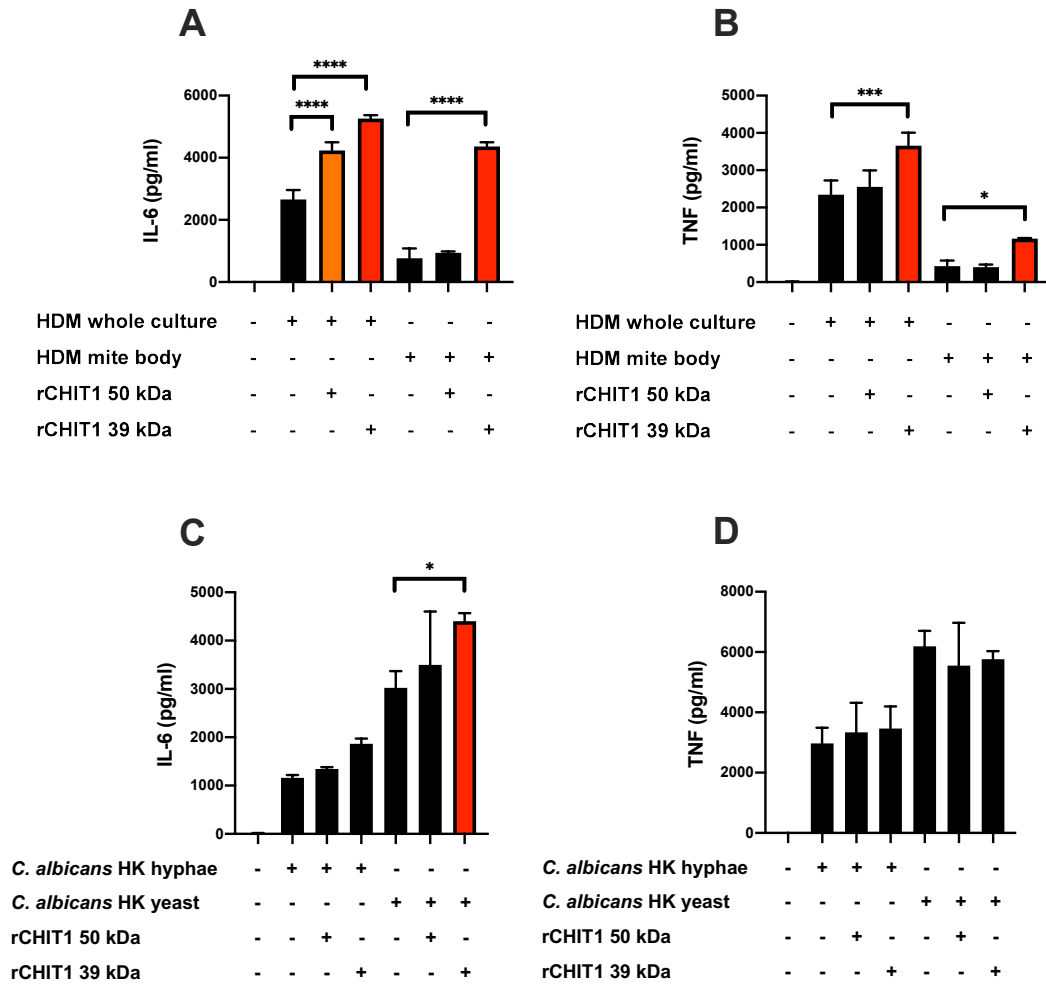 A
B
****
****
****
6000
4000
2000
0
IL-6 (pg/ml)
***
*
5000
4000
3000
2000
1000
0
TNF (pg/ml)
HDM whole culture - + + + - - -
HDM mite body - - - - + + +
rCHIT1 50 kDa - - + - - + -
rCHIT1 39 kDa - - - + - - +
HDM whole culture - + + + - - -
HDM mite body - - - - + + +
rCHIT1 50 kDa - - + - - + -
rCHIT1 39 kDa - - - + - - +
C
D
*
5000
4000
3000
2000
1000
0
IL-6 (pg/ml)
8000
6000
4000
2000
0
TNF (pg/ml)
C. albicans HK hyphae - + + + - - -
C. albicans HK yeast - - - - + + +
rCHIT1 50 kDa - - + - - + -
rCHIT1 39 kDa - - - + - - +
C. albicans HK hyphae - + + + - - -
C. albicans HK yeast - - - - + + +
rCHIT1 50 kDa - - + - - + -
rCHIT1 39 kDa - - - + - - +